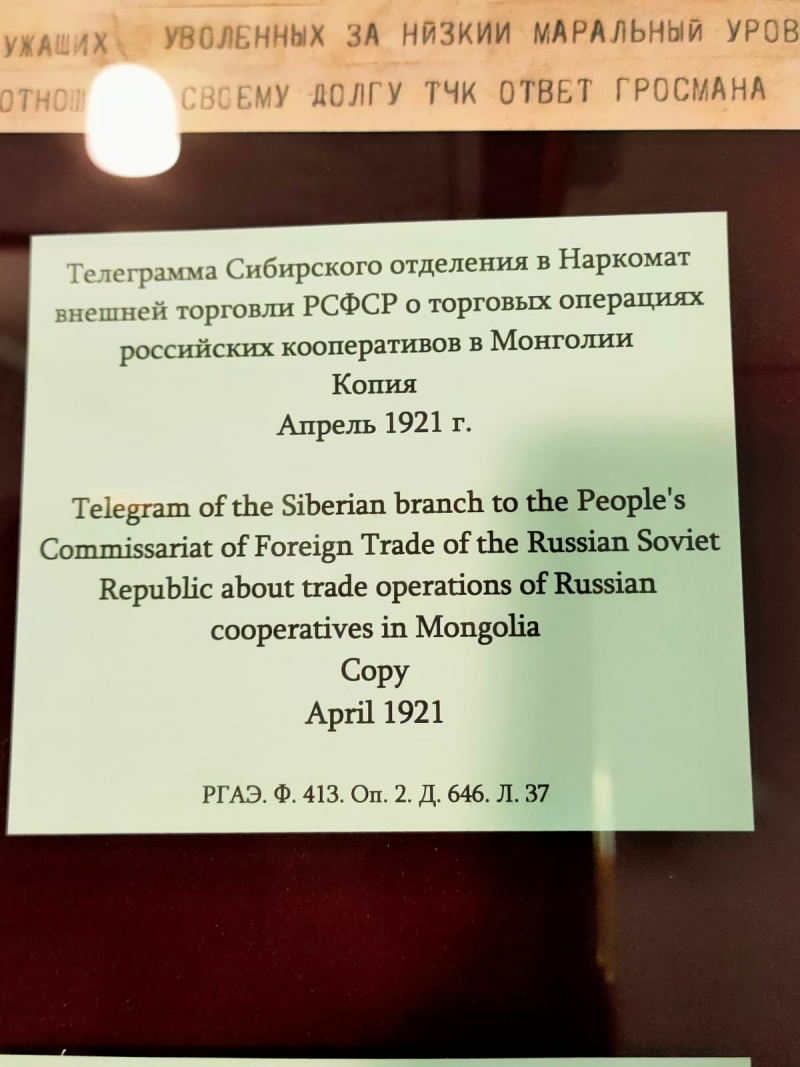 УЖАШИХ УВОЛЕННЫХ ЗА НЙЗКИИ МАРАЛЬНЫЙ УРОВ
ОТНОШ СВОЕМУ ДОЛГУ ТЧК ОТВЕТ ГРОСМАНА
Телеграмма Сибирского отделения в Наркомат
внешней торговли РСФСР о торговых операциях
российских кооперативов в Монголии
Копия
Апрель 1921 г.
Telegram of the Siberian branch to the People's
Commissariat of Foreign Trade of the Russian Soviet
Republic about trade operations of Russian
cooperatives in Mongolia
Copy
April 1921
РГАЭ. Ф. 413. Оп. 2. Д. 646. Л. 37